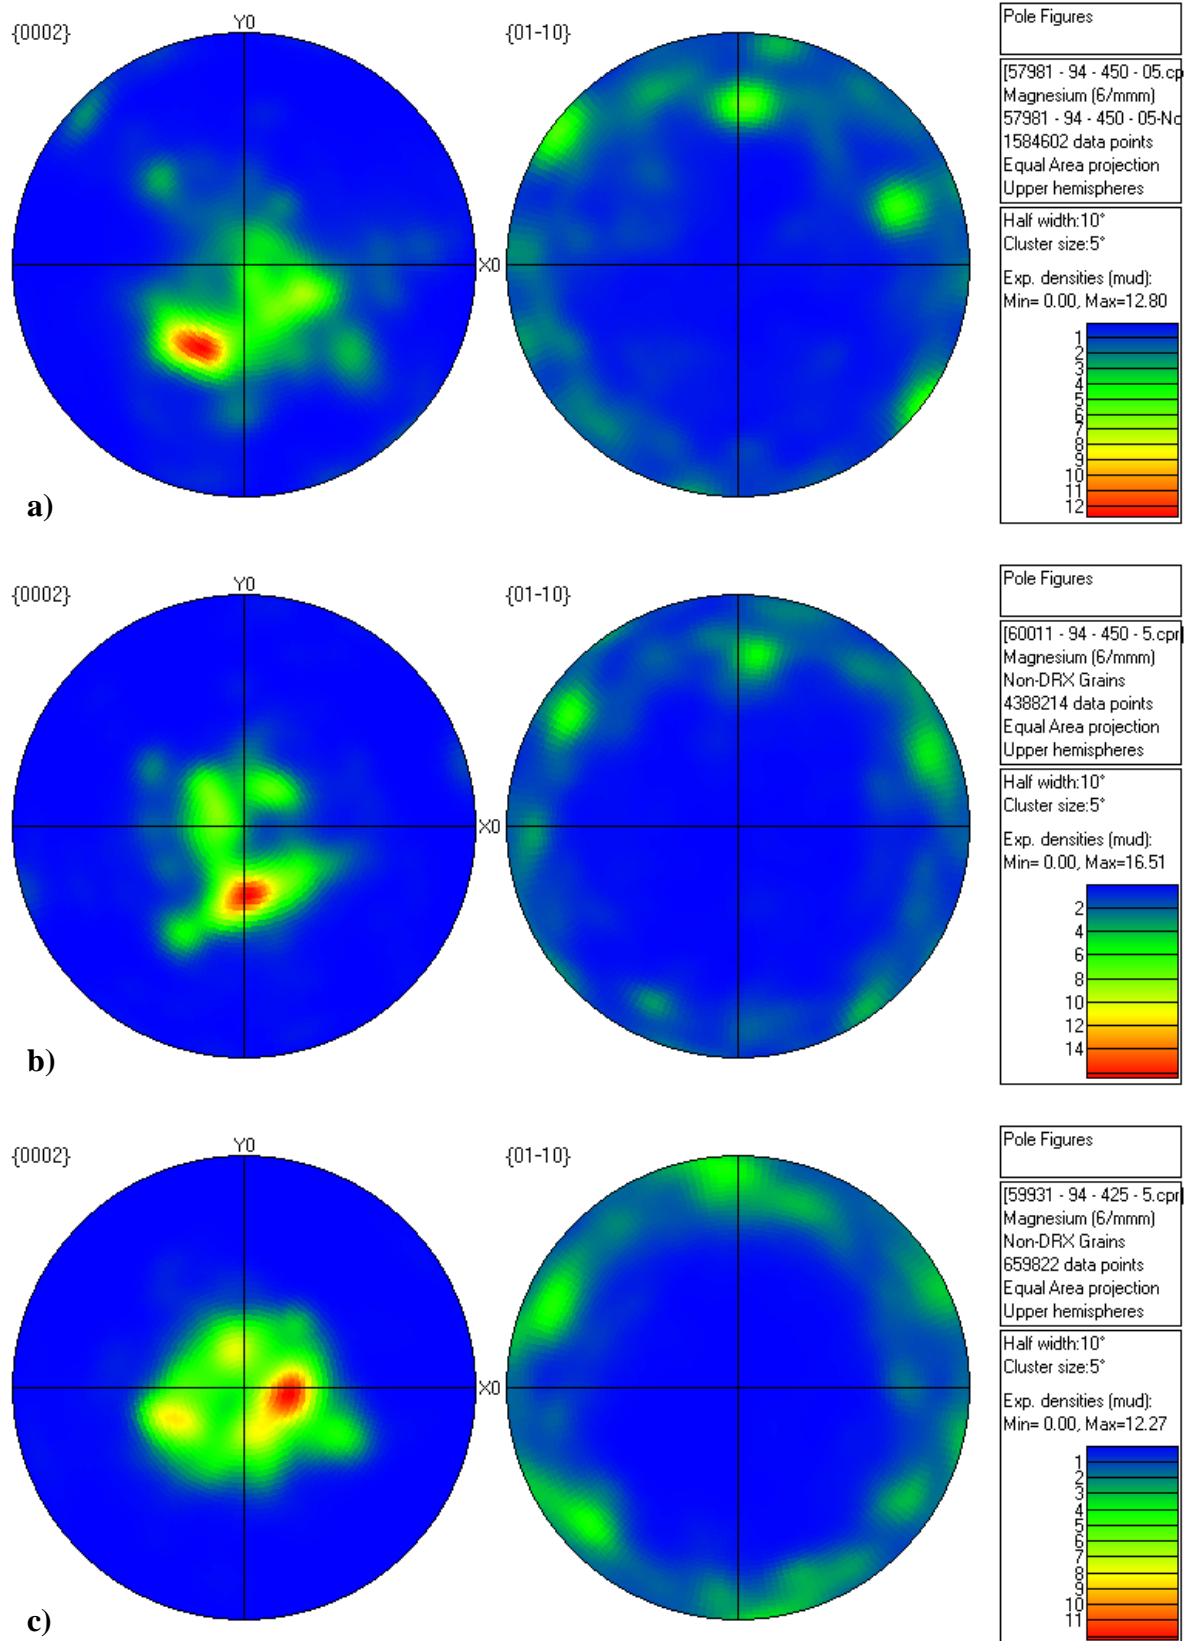 {0002}
Y0
X0
{01-10}
Pole Figures
[57981 - 94 - 450 - 05.cp
Magnesium (6/mmm)
57981 - 94 - 450 - 05-Nc
1584602 data points
Equal Area projection
Upper hemispheres
Half width:10°
Cluster size:5°
Exp. densities (mud):
Min= 0.00, Max=12.80
1
2
3
4
5
6
7
8
9
10
11
12
a)
{0002}
Y0
X0
{01-10}
Pole Figures
[60011 - 94 - 450 - 5.cpr]
Magnesium (6/mmm)
Non-DRX Grains
4388214 data points
Equal Area projection
Upper hemispheres
Half width:10°
Cluster size:5°
Exp. densities (mud):
Min= 0.00, Max=16.51
2
4
6
8
10
12
14
b)
{0002}
Y0
X0
{01-10}
Pole Figures
[59931 - 94 - 425 - 5.cpr]
Magnesium (6/mmm)
Non-DRX Grains
659822 data points
Equal Area projection
Upper hemispheres
Half width:10°
Cluster size:5°
Exp. densities (mud):
Min= 0.00, Max=12.27
1
2
3
4
5
6
7
8
9
10
11
c)